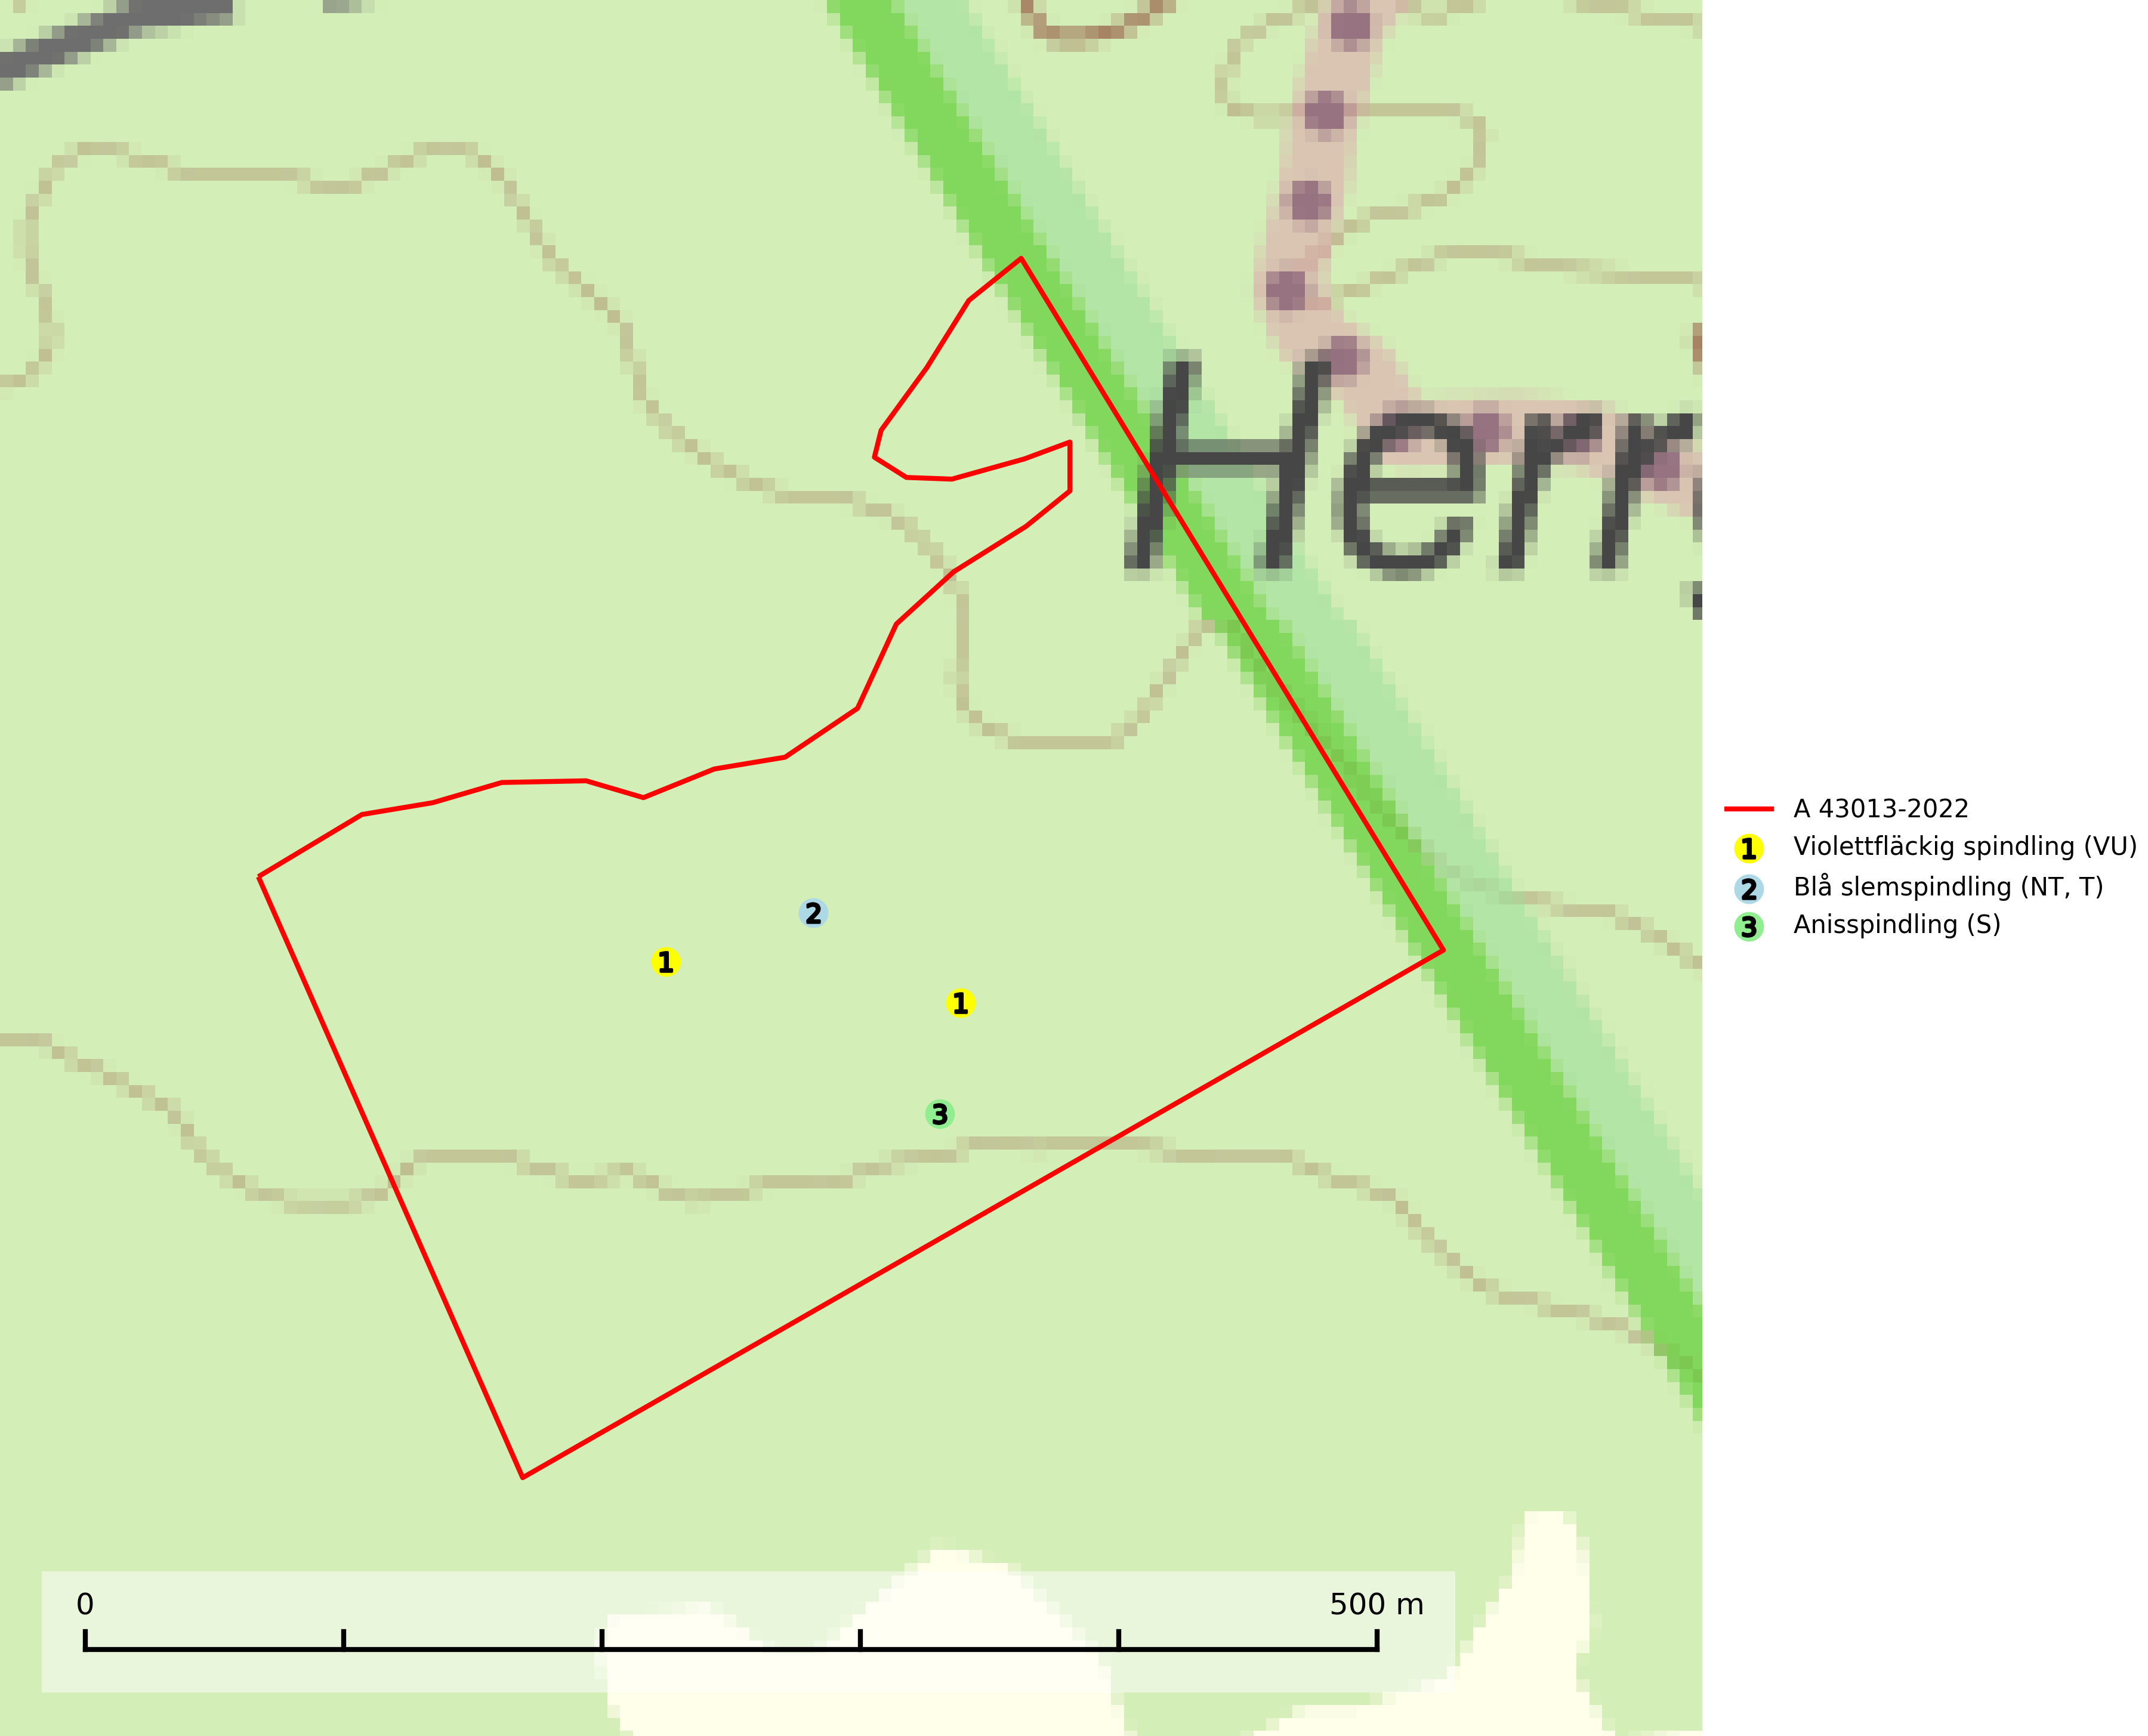 Herr
A 43013-2022
1 Violettfläckig spindling (VU)
2 Blå slemspindling (NT, T)
3 Anisspindling (S)
2
1
1
3
0
500 m